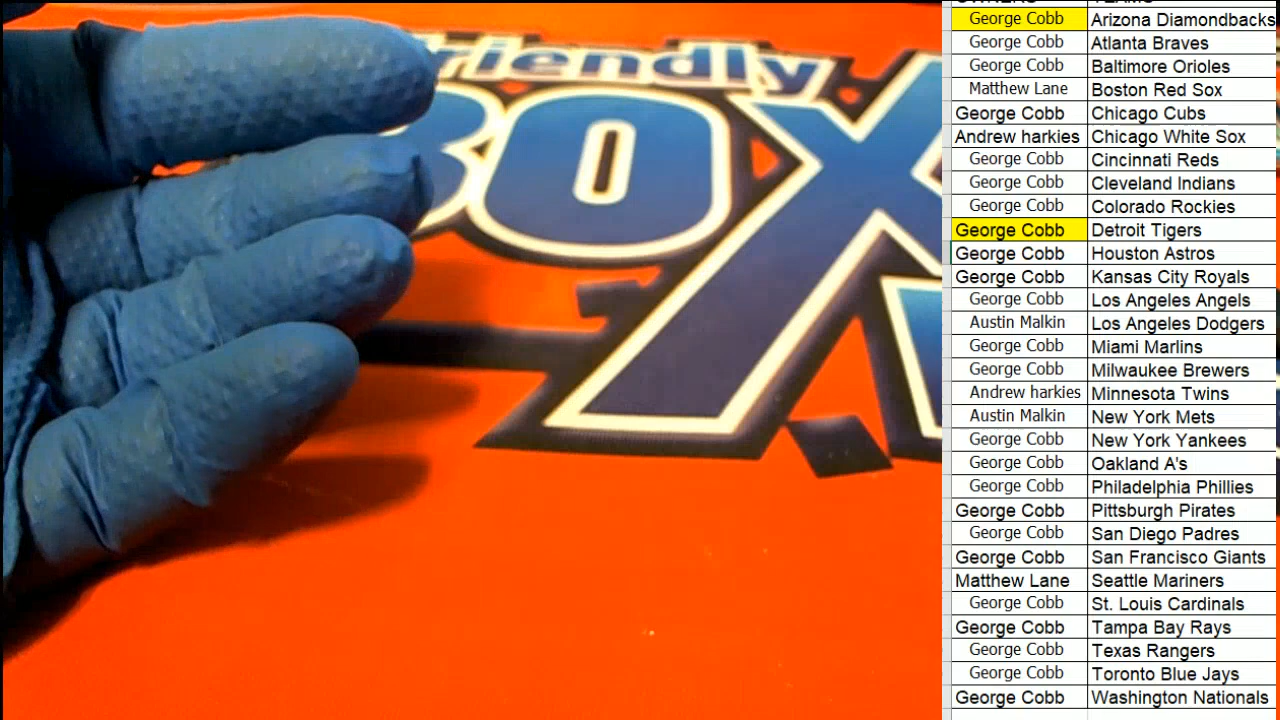 riendly
BOX
OWNERS TEAMS
George Cobb Arizona Diamondbacks
George Cobb Atlanta Braves
George Cobb Baltimore Orioles
Matthew Lane Boston Red Sox
George Cobb Chicago Cubs
Andrew harkies Chicago White Sox
George Cobb Cincinnati Reds
George Cobb Cleveland Indians
George Cobb Colorado Rockies
George Cobb Detroit Tigers
George Cobb Houston Astros
George Cobb Kansas City Royals
George Cobb Los Angeles Angels
Austin Malkin Los Angeles Dodgers
George Cobb Miami Marlins
George Cobb Milwaukee Brewers
Andrew harkies Minnesota Twins
Austin Malkin New York Mets
George Cobb New York Yankees
George Cobb Oakland A's
George Cobb Philadelphia Phillies
George Cobb Pittsburgh Pirates
George Cobb San Diego Padres
George Cobb San Francisco Giants
Matthew Lane Seattle Mariners
George Cobb St. Louis Cardinals
George Cobb Tampa Bay Rays
George Cobb Texas Rangers
George Cobb Toronto Blue Jays
George Cobb Washington Nationals